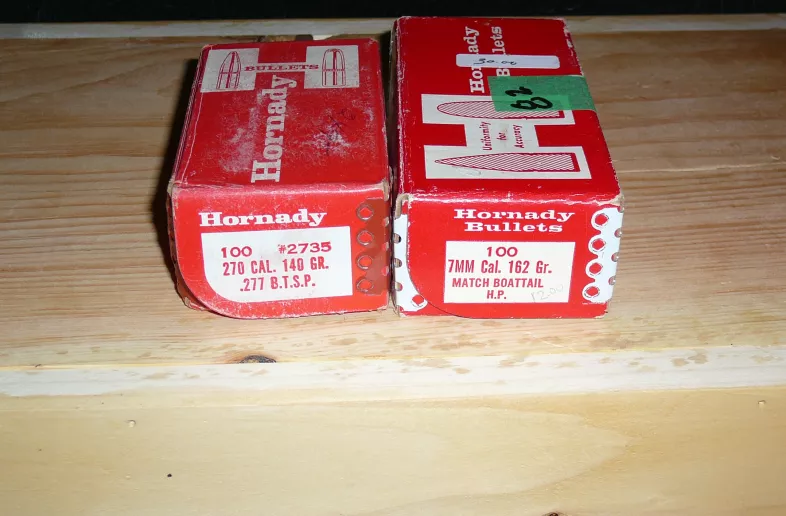 BULLETS
Hornady
Hornady
100 #2735
270 CAL. 140 GR.
.277 B.T.S.P.
Hornady
Bullets
Uniformity
for
Accuracy
82
Hornady
Bullets
100
7MM Cal. 162 Gr.
MATCH BOATTAIL
H.P.